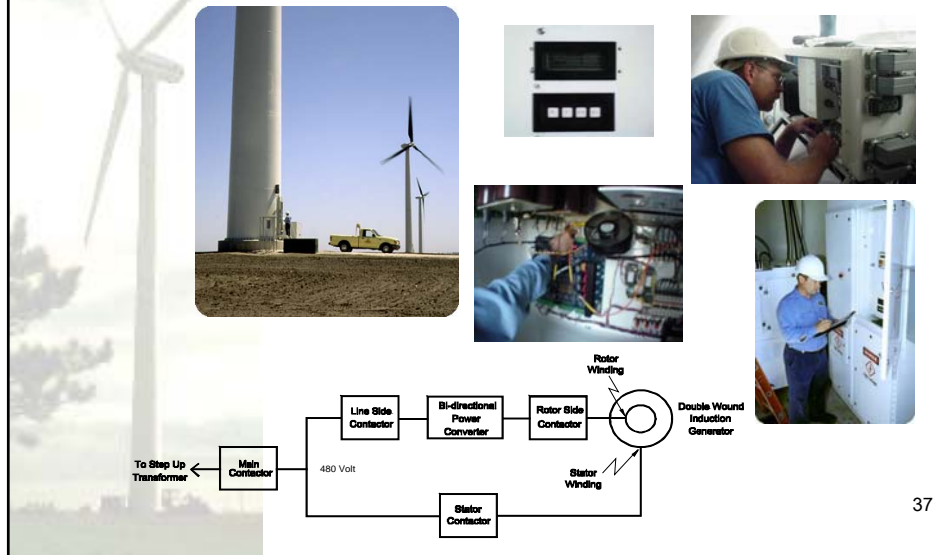 Rotor
Winding
Line Side
Contactor
Bi-directional
Power
Converter
Rotor Side
Contactor
Double Wound
Induction
Generator
To Step Up
Transformer
Main
Contactor
480 Volt
Stator
Winding
Stator
Contactor
37